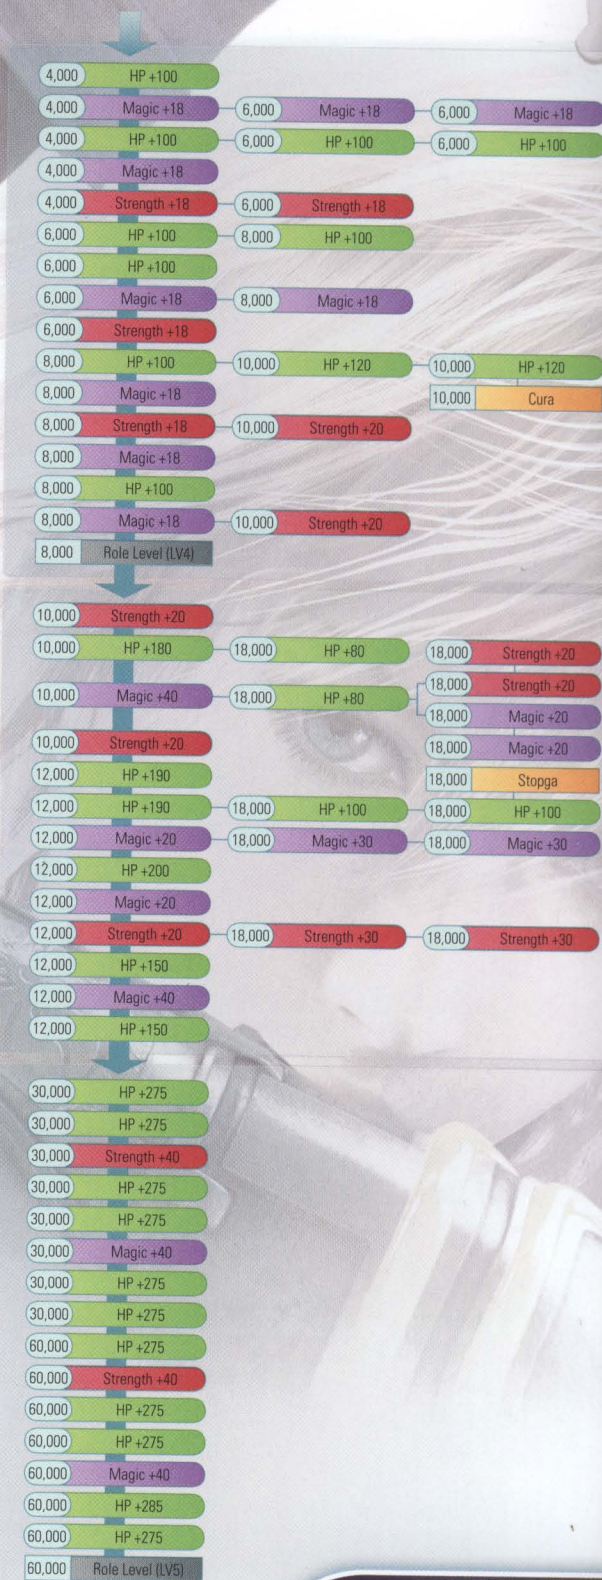 4,000 HP +100
4,000 Magic +18 6,000 Magic +18 6,000 Magic +18
4,000 HP +100 6,000 HP +100 6,000 HP +100
4,000 Magic +18
4,000 Strength +18 6,000 Strength +18
6,000 HP +100 8,000 HP +100
6,000 HP +100
6,000 Magic +18 8,000 Magic +18
6,000 Strength +18
8,000 HP +100 10,000 HP +120 10,000 HP +120
8,000 Magic +18 10,000 Cura
8,000 Strength +18 10,000 Strength +20
8,000 Magic +18
8,000 HP +100
8,000 Magic +18 10,000 Strength +20
8,000 Role Level (LV4)
10,000 Strength +20
10,000 HP +180 18,000 HP +80 18,000 Strength +20
18,000 Strength +20
10,000 Magic +40 18,000 HP +80 18,000 Magic +20
10,000 Strength +20 18,000 Magic +20
12,000 HP +190 18,000 Stopga
12,000 HP +190 18,000 HP +100 18,000 HP +100
12,000 Magic +20 18,000 Magic +30 18,000 Magic +30
12,000 HP +200
12,000 Magic +20
12,000 Strength +20 18,000 Strength +30 18,000 Strength +30
12,000 HP +150
12,000 Magic +40
12,000 HP +150
30,000 HP +275
30,000 HP +275
30,000 Strength +40
30,000 HP +275
30,000 HP +275
30,000 Magic +40
30,000 HP +275
30,000 HP +275
60,000 HP +275
60,000 Strength +40
60,000 HP +275
60,000 HP +275
60,000 Magic +40
60,000 HP +285
60,000 HP +275
60,000 Role Level (LV5)